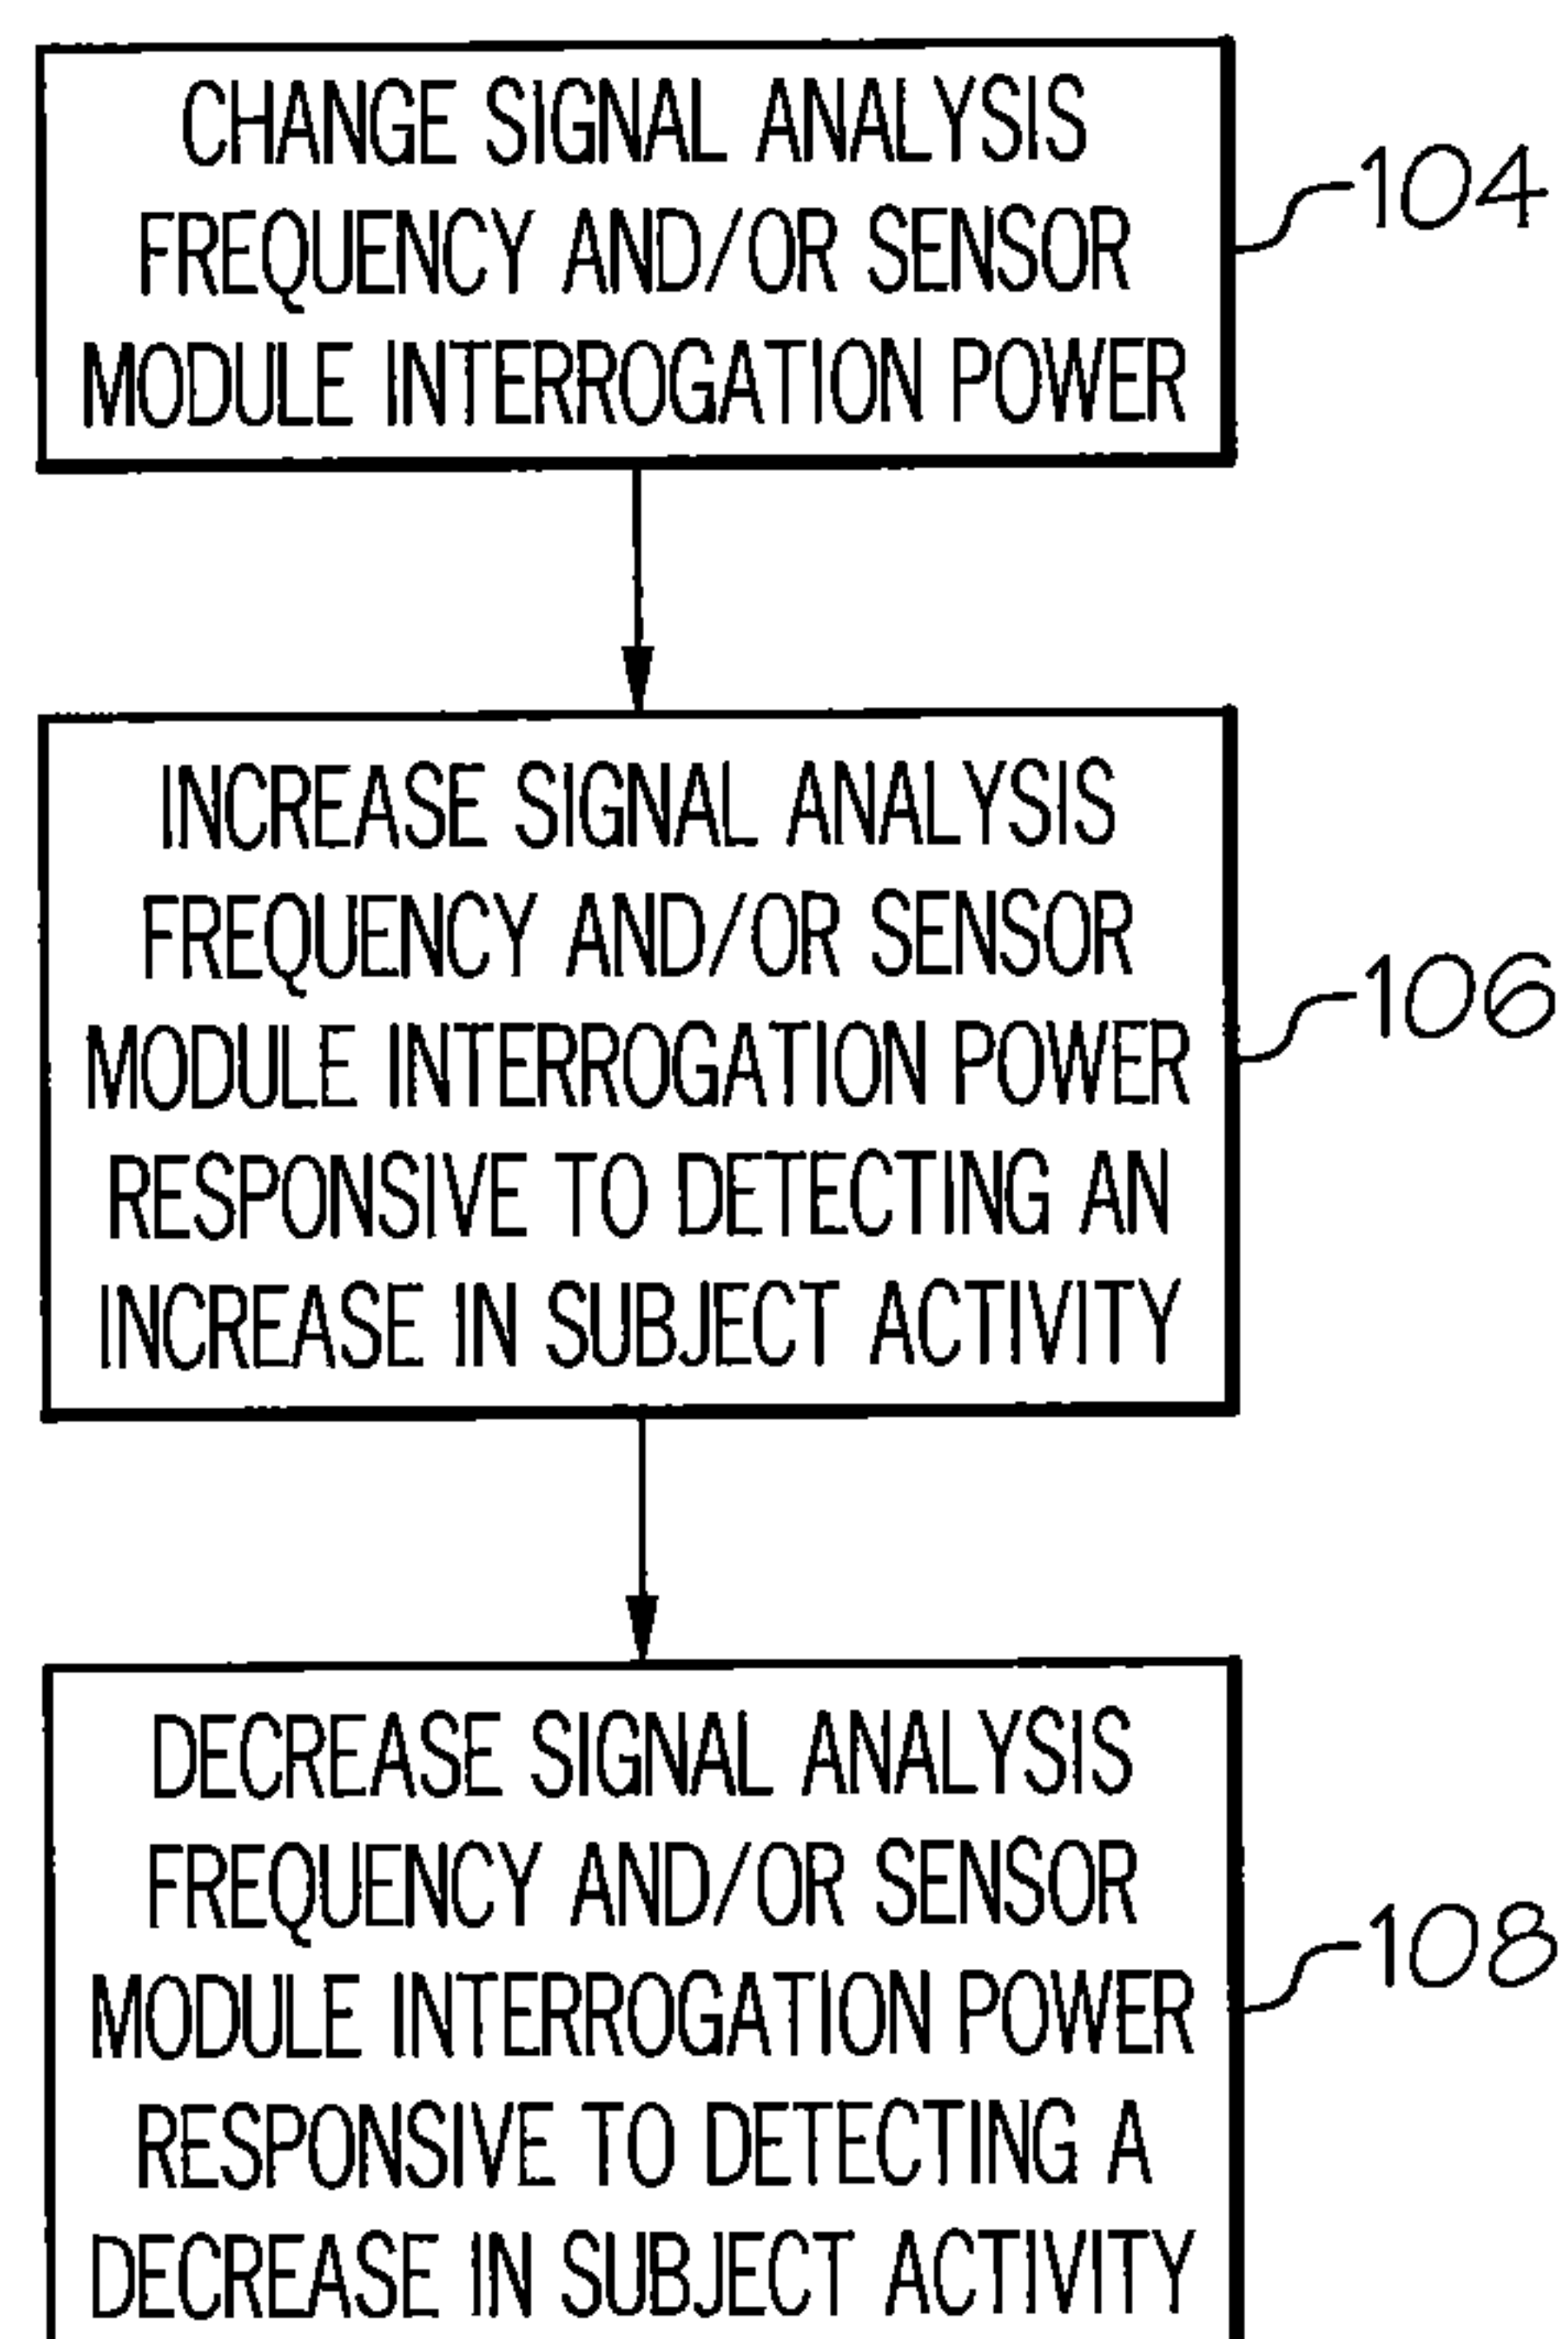 CHANGE SIGNAL ANALYSIS
FREQUENCY AND/OR SENSOR
MODULE INTERROGATION POWER
104
INCREASE SIGNAL ANALYSIS
FREQUENCY AND/OR SENSOR
MODULE INTERROGATION POWER
RESPONSIVE TO DETECTING AN
INCREASE IN SUBJECT ACTIVITY
106
DECREASE SIGNAL ANALYSIS
FREQUENCY AND/OR SENSOR
MODULE INTERROGATION POWER
RESPONSIVE TO DETECTING A
DECREASE IN SUBJECT ACTIVITY
108